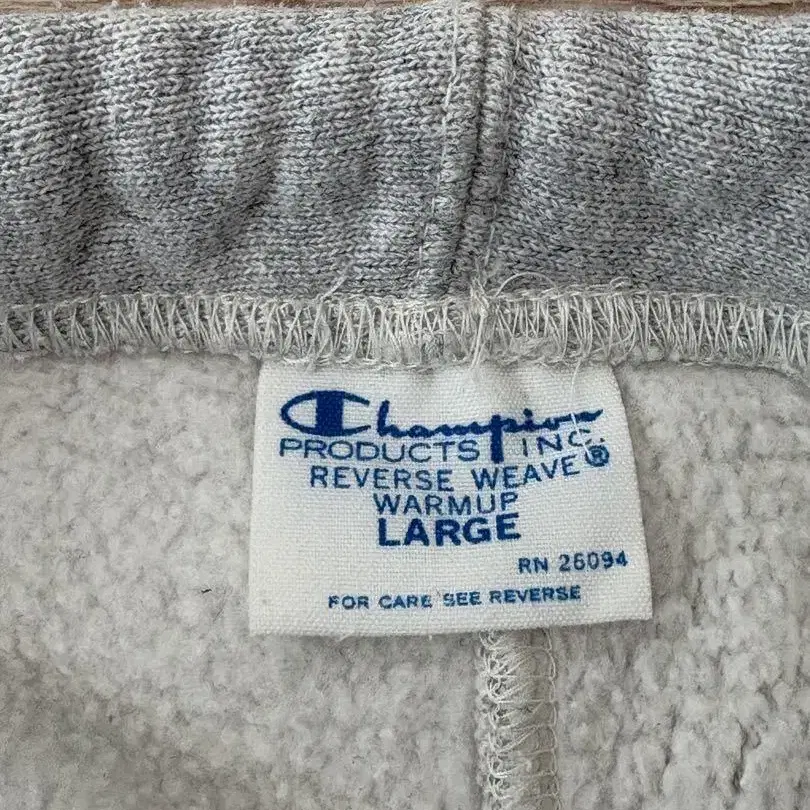 Champion
PRODUCTS INC.
REVERSE WEAVE®
WARMUP
LARGE
RN 26094
FOR CARE SEE REVERSE